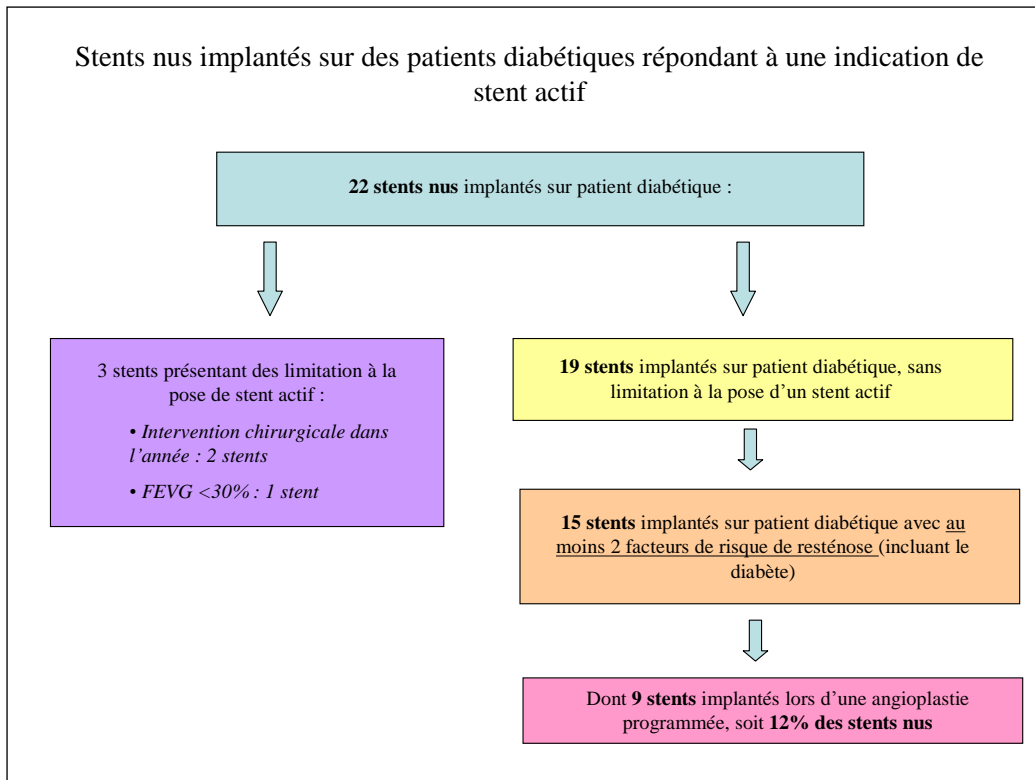 Stents nus implantés sur des patients diabétiques répondant à une indication de
stent actif
22 stents nus implantés sur patient diabétique :
3 stents présentant des limitation à la
pose de stent actif :
• Intervention chirurgicale dans
l'année : 2 stents
• FEVG <30% : 1 stent
19 stents implantés sur patient diabétique, sans
limitation à la pose d'un stent actif
15 stents implantés sur patient diabétique avec au
moins 2 facteurs de risque de resténose (incluant le
diabète)
Dont 9 stents implantés lors d'une angioplastie
programmée, soit 12% des stents nus